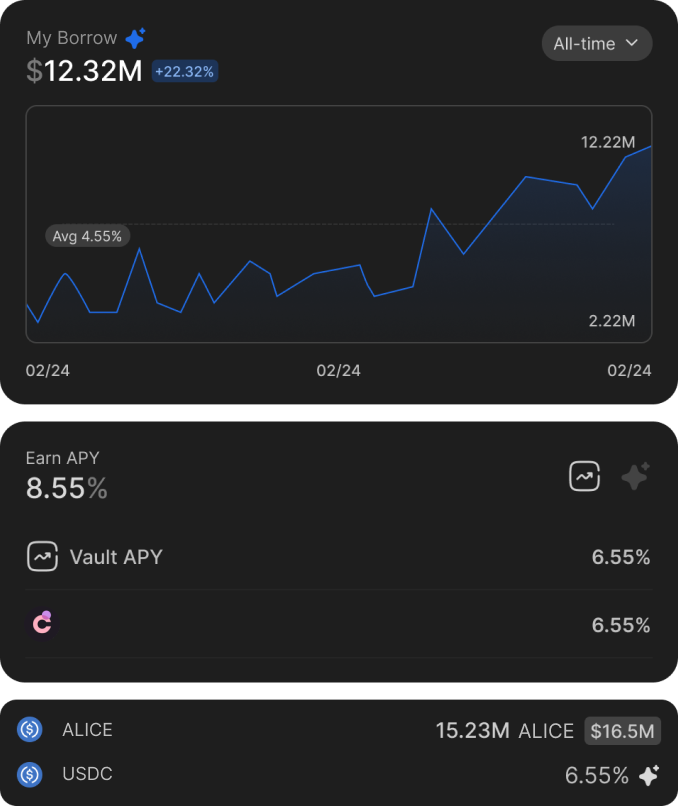 My Borrow
All-time
$12.32M +22.32%
12.22M
Avg 4.55%
2.22M
02/24 02/24 02/24
Earn APY
8.55%
Vault APY 6.55%
6.55%
ALICE 15.23M ALICE $16.5M
USDC 6.55%